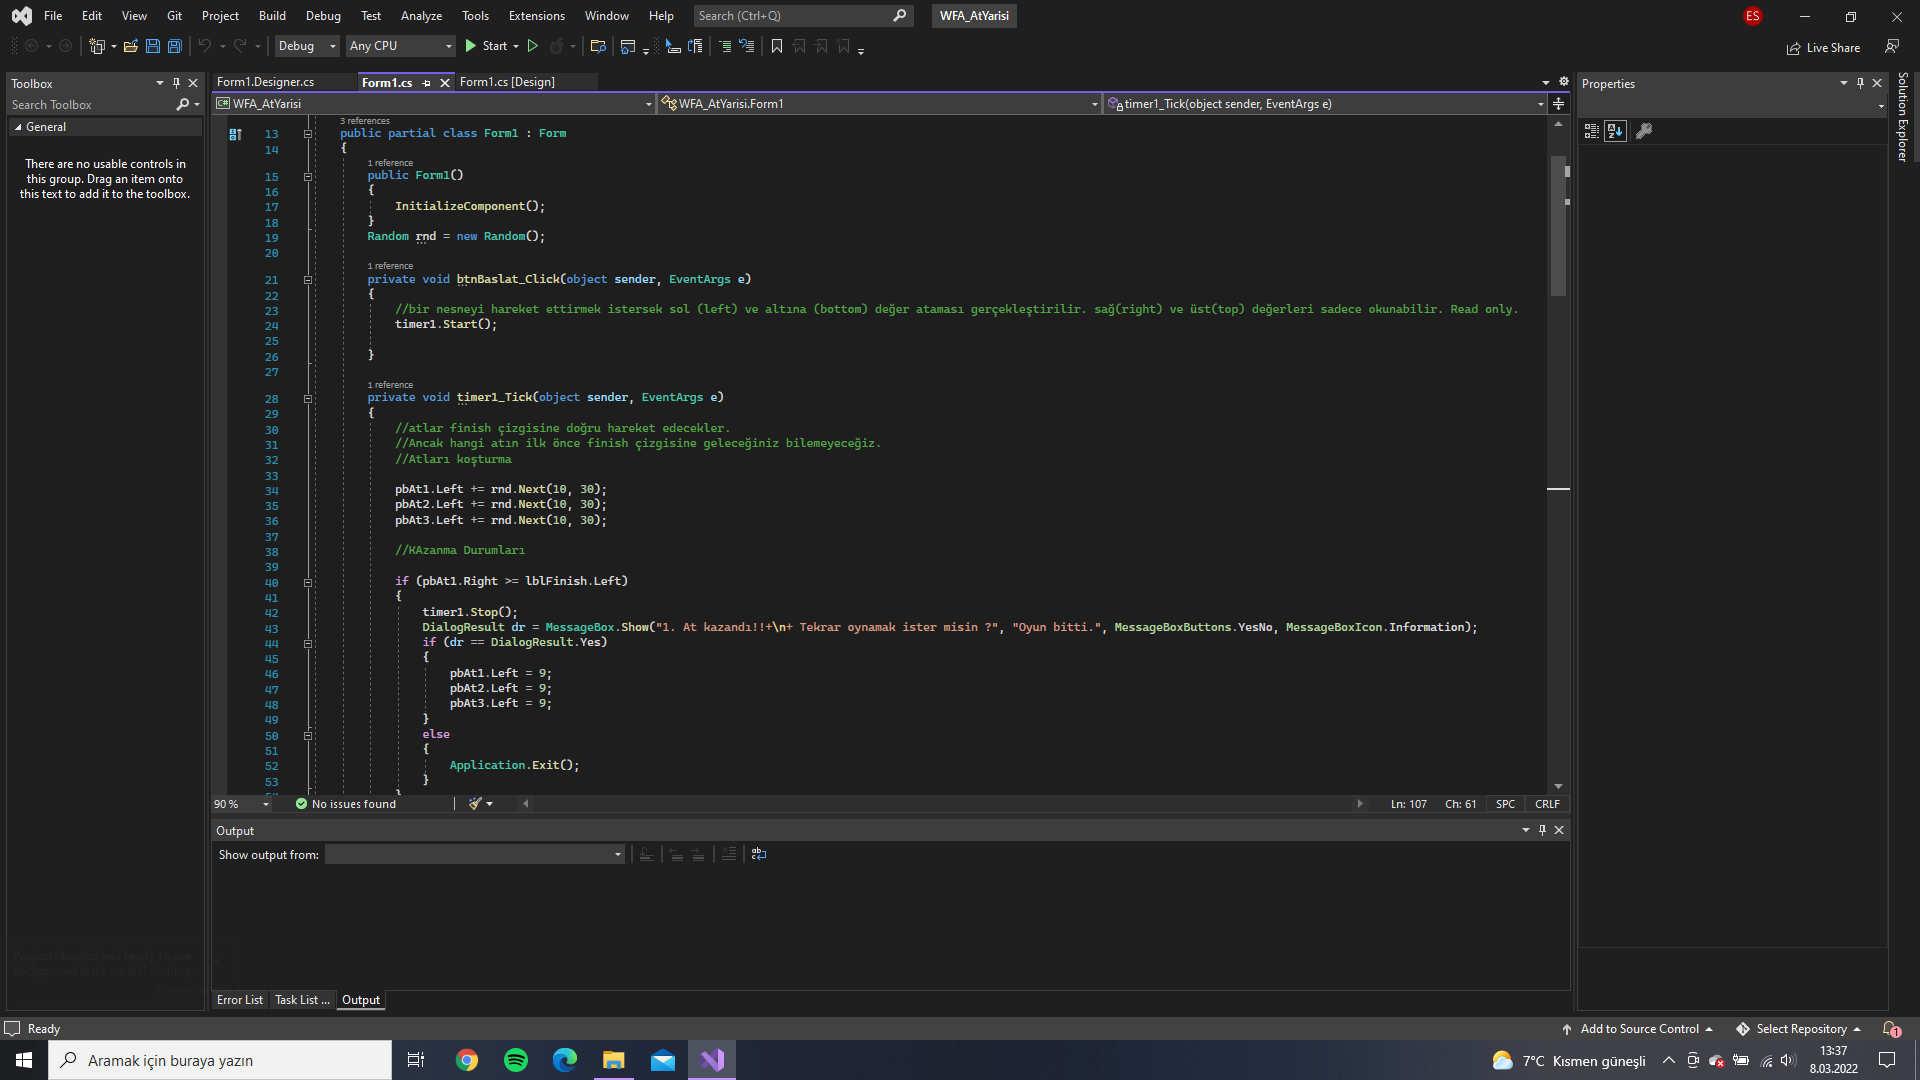 File Edit View Git Project Build Debug Test Analyze Tools Extensions Window Help Search (Ctrl+Q) WFA_AtYarisi ES
Debug Any CPU Start Live Share
Toolbox
Search Toolbox
General
There are no usable controls in
this group. Drag an item onto
this text to add it to the toolbox.
Form1.Designer.cs Form1.cs Form1.cs [Design]
WFA_AtYarisi WFA_AtYarisi.Form1 timer1_Tick(object sender, EventArgs e)
3 references
13 public partial class Form1 : Form
14 {
1 reference
15 public Form1()
16 {
17 InitializeComponent();
18 }
19 Random rnd = new Random();
20
1 reference
21 private void btnBaslat_Click(object sender, EventArgs e)
22 {
23 //bir nesneyi hareket ettirmek istersek sol (left) ve altına (bottom) değer ataması gerçekleştirilir. sağ(right) ve üst(top) değerleri sadece okunabilir. Read only.
24 timer1.Start();
25
26 }
27
1 reference
28 private void timer1_Tick(object sender, EventArgs e)
29 {
30 //atlar finish çizgisine doğru hareket edecekler.
31 //Ancak hangi atın ilk önce finish çizgisine geleceğiniz bilemeyeceğiz.
32 //Atları koşturma
33
34 pbAt1.Left += rnd.Next(10, 30);
35 pbAt2.Left += rnd.Next(10, 30);
36 pbAt3.Left += rnd.Next(10, 30);
37
38 //KAzanma Durumları
39
40 if (pbAt1.Right >= lblFinish.Left)
41 {
42 timer1.Stop();
43 DialogResult dr = MessageBox.Show("1. At kazandı!!+\n+ Tekrar oynamak ister misin ?", "Oyun bitti.", MessageBoxButtons.YesNo, MessageBoxIcon.Information);
44 if (dr == DialogResult.Yes)
45 {
46 pbAt1.Left = 9;
47 pbAt2.Left = 9;
48 pbAt3.Left = 9;
49 }
50 else
51 {
52 Application.Exit();
53 }
90 % No issues found Ln: 107 Ch: 61 SPC CRLF
Output
Show output from:
Error List Task List ... Output
Properties
Solution Explorer
Ready Add to Source Control Select Repository 1
Aramak için buraya yazın 7°C Kısmen güneşli 13:37
8.03.2022